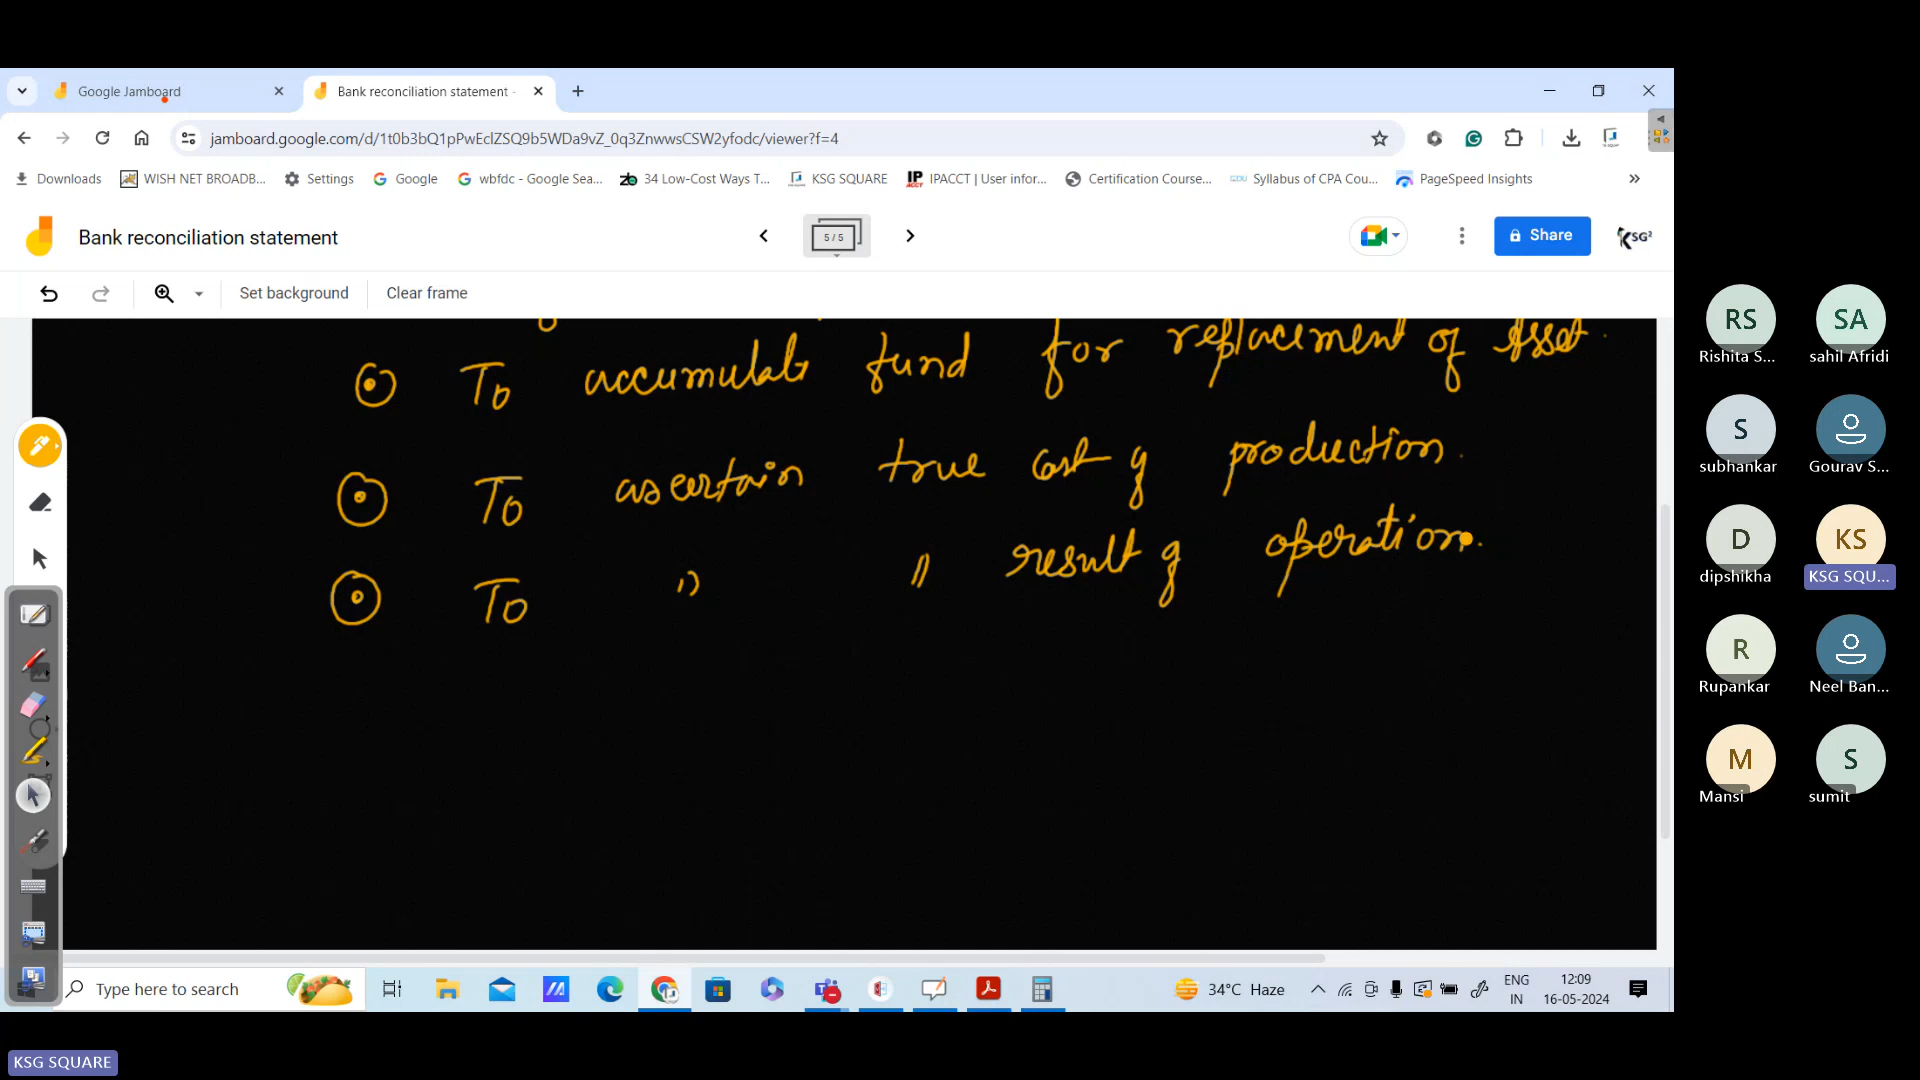 Google Jamboard
Bank reconciliation statement -
jamboard.google.com/d/1t0b3bQ1pPwEclZSQ9b5WDa9vZ_0q3ZnwwsCSW2yfodc/viewer?f=4
Downloads WISH NET BROADB... Settings Google wbfdc - Google Sea... 34 Low-Cost Ways T... KSG SQUARE IPACCT | User infor... Certification Course... Syllabus of CPA Cou... PageSpeed Insights »
Bank reconciliation statement 5 / 5 Share KSG²
Set background Clear frame
To accumulate fund for replacement of Asset.
To ascertain true cost of production.
To " " result of operation.
RS SA
Rishita S... sahil Afridi
S
subhankar Gourav S...
D KS
dipshikha KSG SQU...
R
Rupankar Neel Ban...
M S
Mansi sumit
Type here to search 34°C Haze ENG IN 12:09 16-05-2024
KSG SQUARE